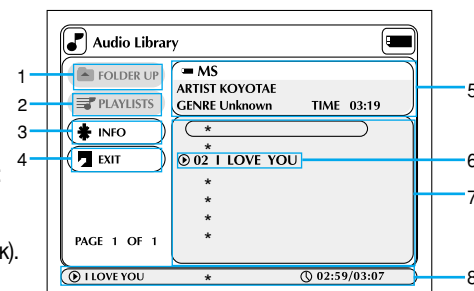 Audio Library
1 FOLDER UP
2 PLAYLISTS
3 INFO
4 EXIT
PAGE 1 OF 1
MS
ARTIST KOYOTAE
GENRE Unknown TIME 03:19
5
*
*
02 I LOVE YOU
6
*
*
*
*
7
I LOVE YOU * 02:59/03:07
8
к).